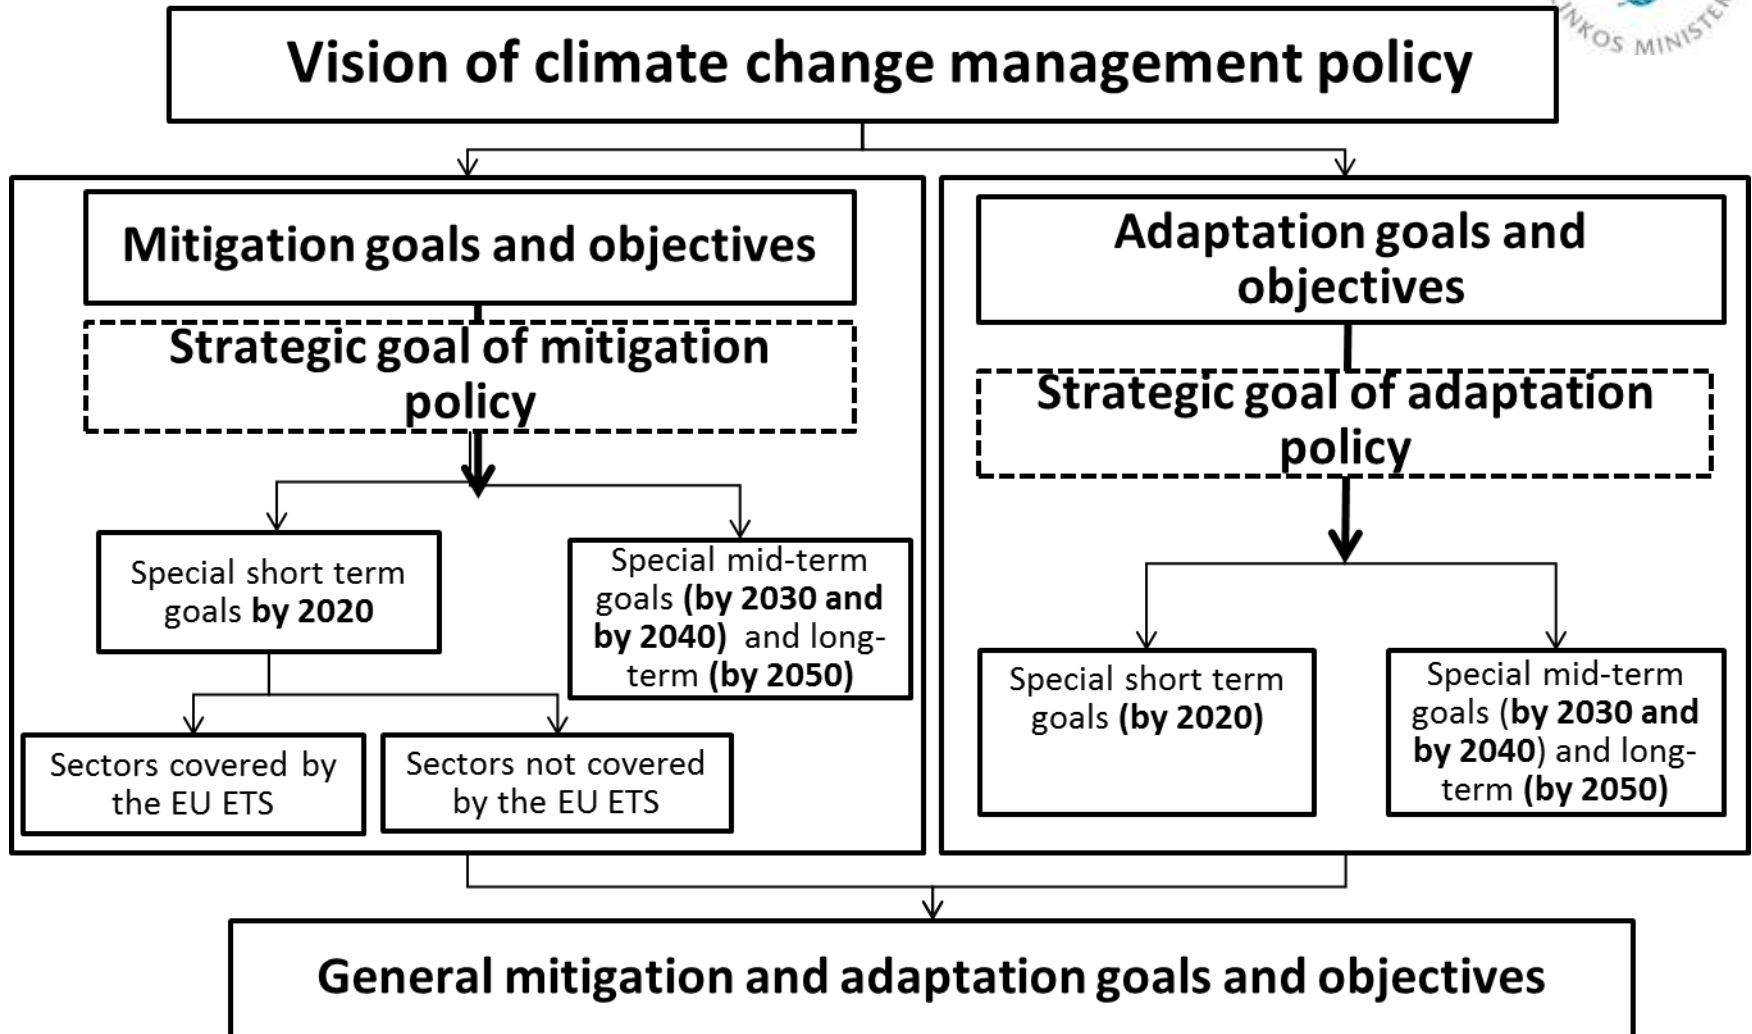 Vision of climate change management policy
INKOS MINISTE
Mitigation goals and objectives
Strategic goal of mitigation
policy
Special short term
goals by 2020
Special mid-term
goals (by 2030 and
by 2040) and long-
term (by 2050)
Sectors covered by
the EU ETS
Sectors not covered
by the EU ETS
Adaptation goals and
objectives
Strategic goal of adaptation
policy
Special short term
goals (by 2020)
Special mid-term
goals (by 2030 and
by 2040) and long-
term (by 2050)
General mitigation and adaptation goals and objectives